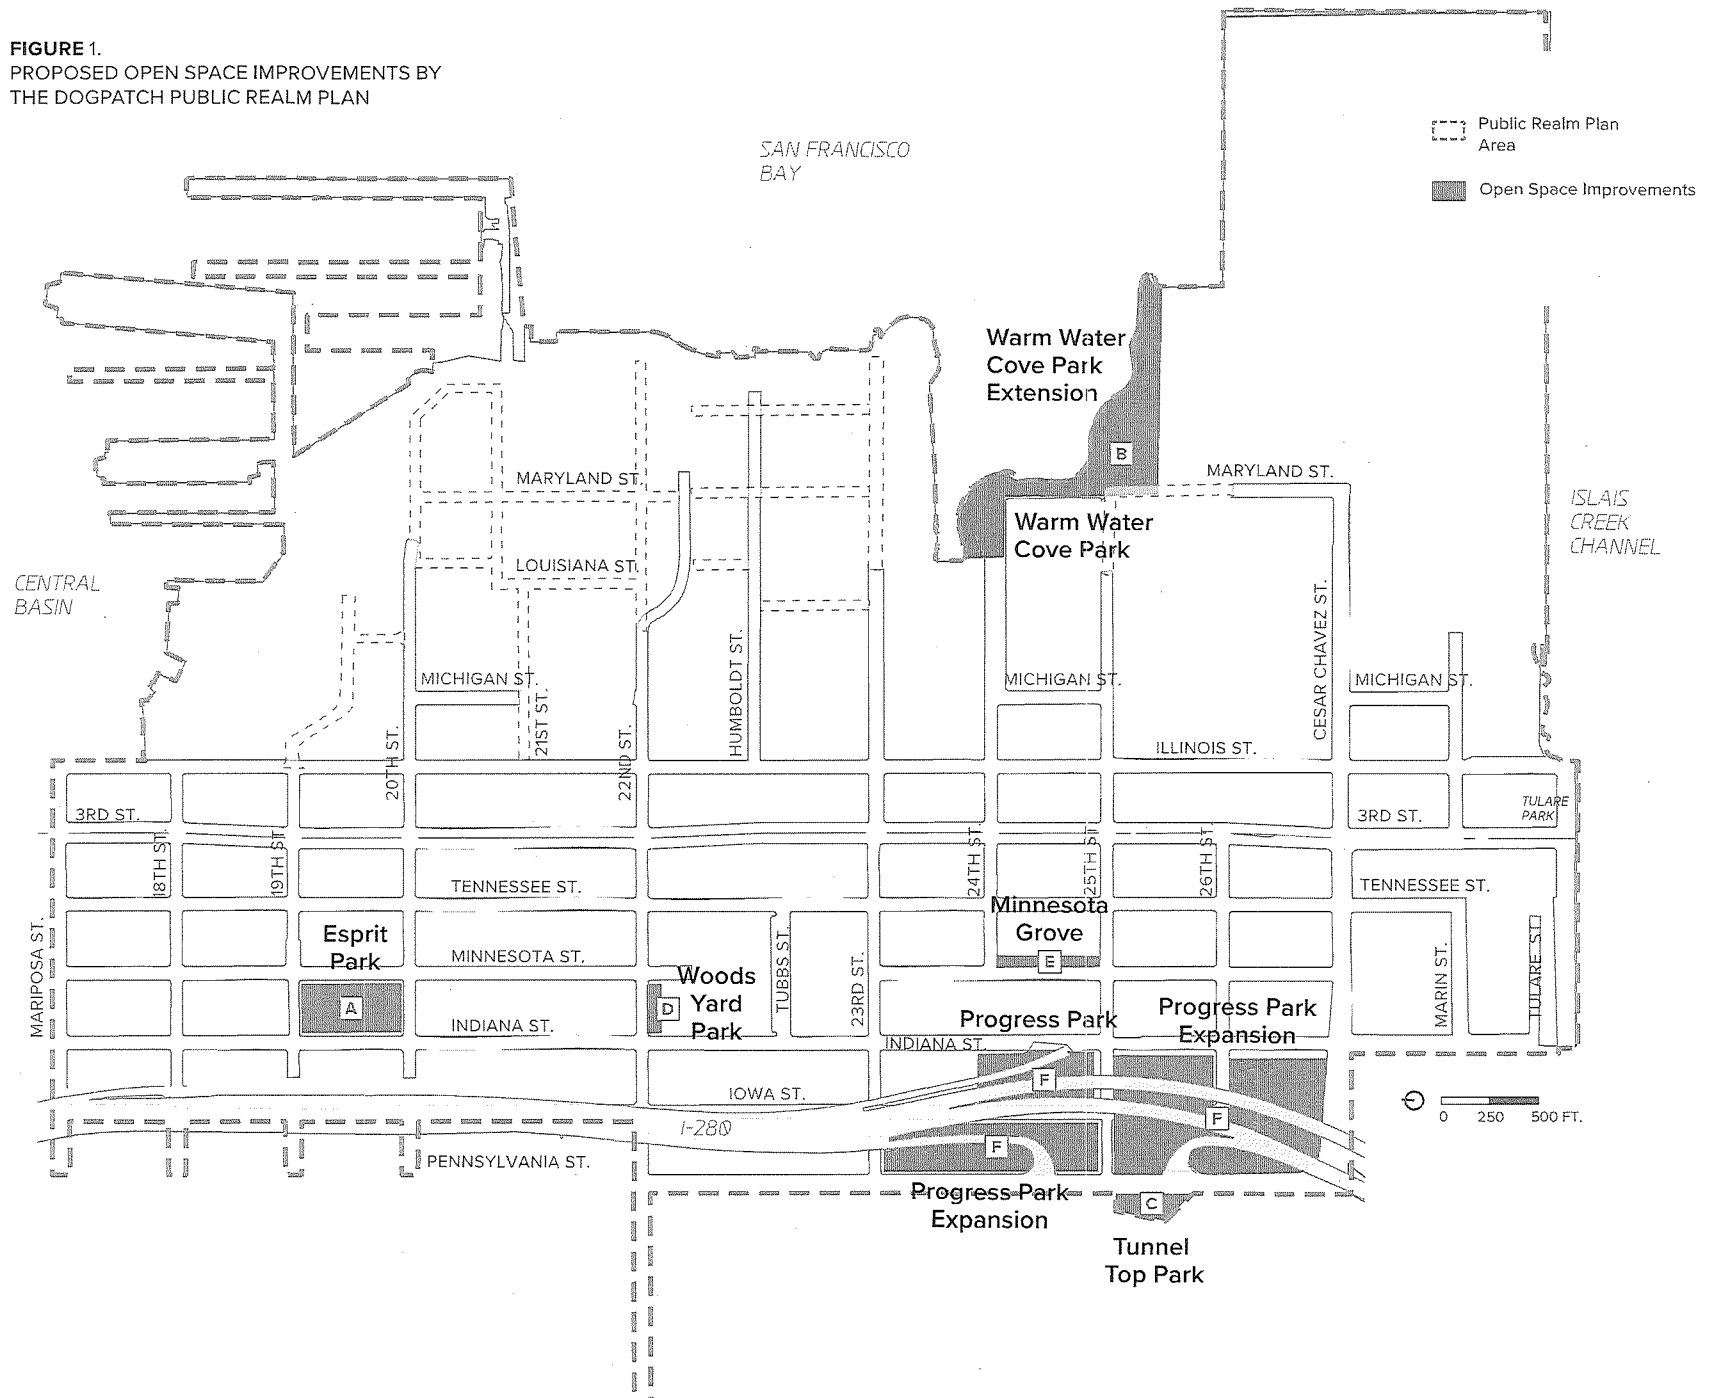 FIGURE 1.
PROPOSED OPEN SPACE IMPROVEMENTS BY
THE DOGPATCH PUBLIC REALM PLAN
Public Realm Plan
Area
Open Space Improvements
SAN FRANCISCO
BAY
Warm Water
Cove Park
Extension
B
MARYLAND ST.
MARYLAND ST.
ISLAIS
CREEK
CHANNEL
Warm Water
Cove Park
LOUISIANA ST.
CENTRAL
BASIN
MICHIGAN ST.
MICHIGAN ST.
MICHIGAN ST.
20TH ST.
21ST ST.
22ND ST.
HUMBOLDT ST.
CESAR CHAVEZ ST.
ILLINOIS ST.
3RD ST.
3RD ST.
TULARE
PARK
18TH ST.
19TH ST.
24TH ST.
25TH ST.
26TH ST.
TENNESSEE ST.
TENNESSEE ST.
Minnesota
Grove
E
MARIPOSA ST.
Esprit
Park
A
MINNESOTA ST.
Woods
Yard
Park
D
TUBBS ST.
23RD ST.
MARIN ST.
TULARE ST.
INDIANA ST.
Progress Park
Progress Park
Expansion
INDIANA ST.
F
IOWA ST.
F
0 250 500 FT.
I-280
F
PENNSYLVANIA ST.
Progress Park
Expansion
C
Tunnel
Top Park